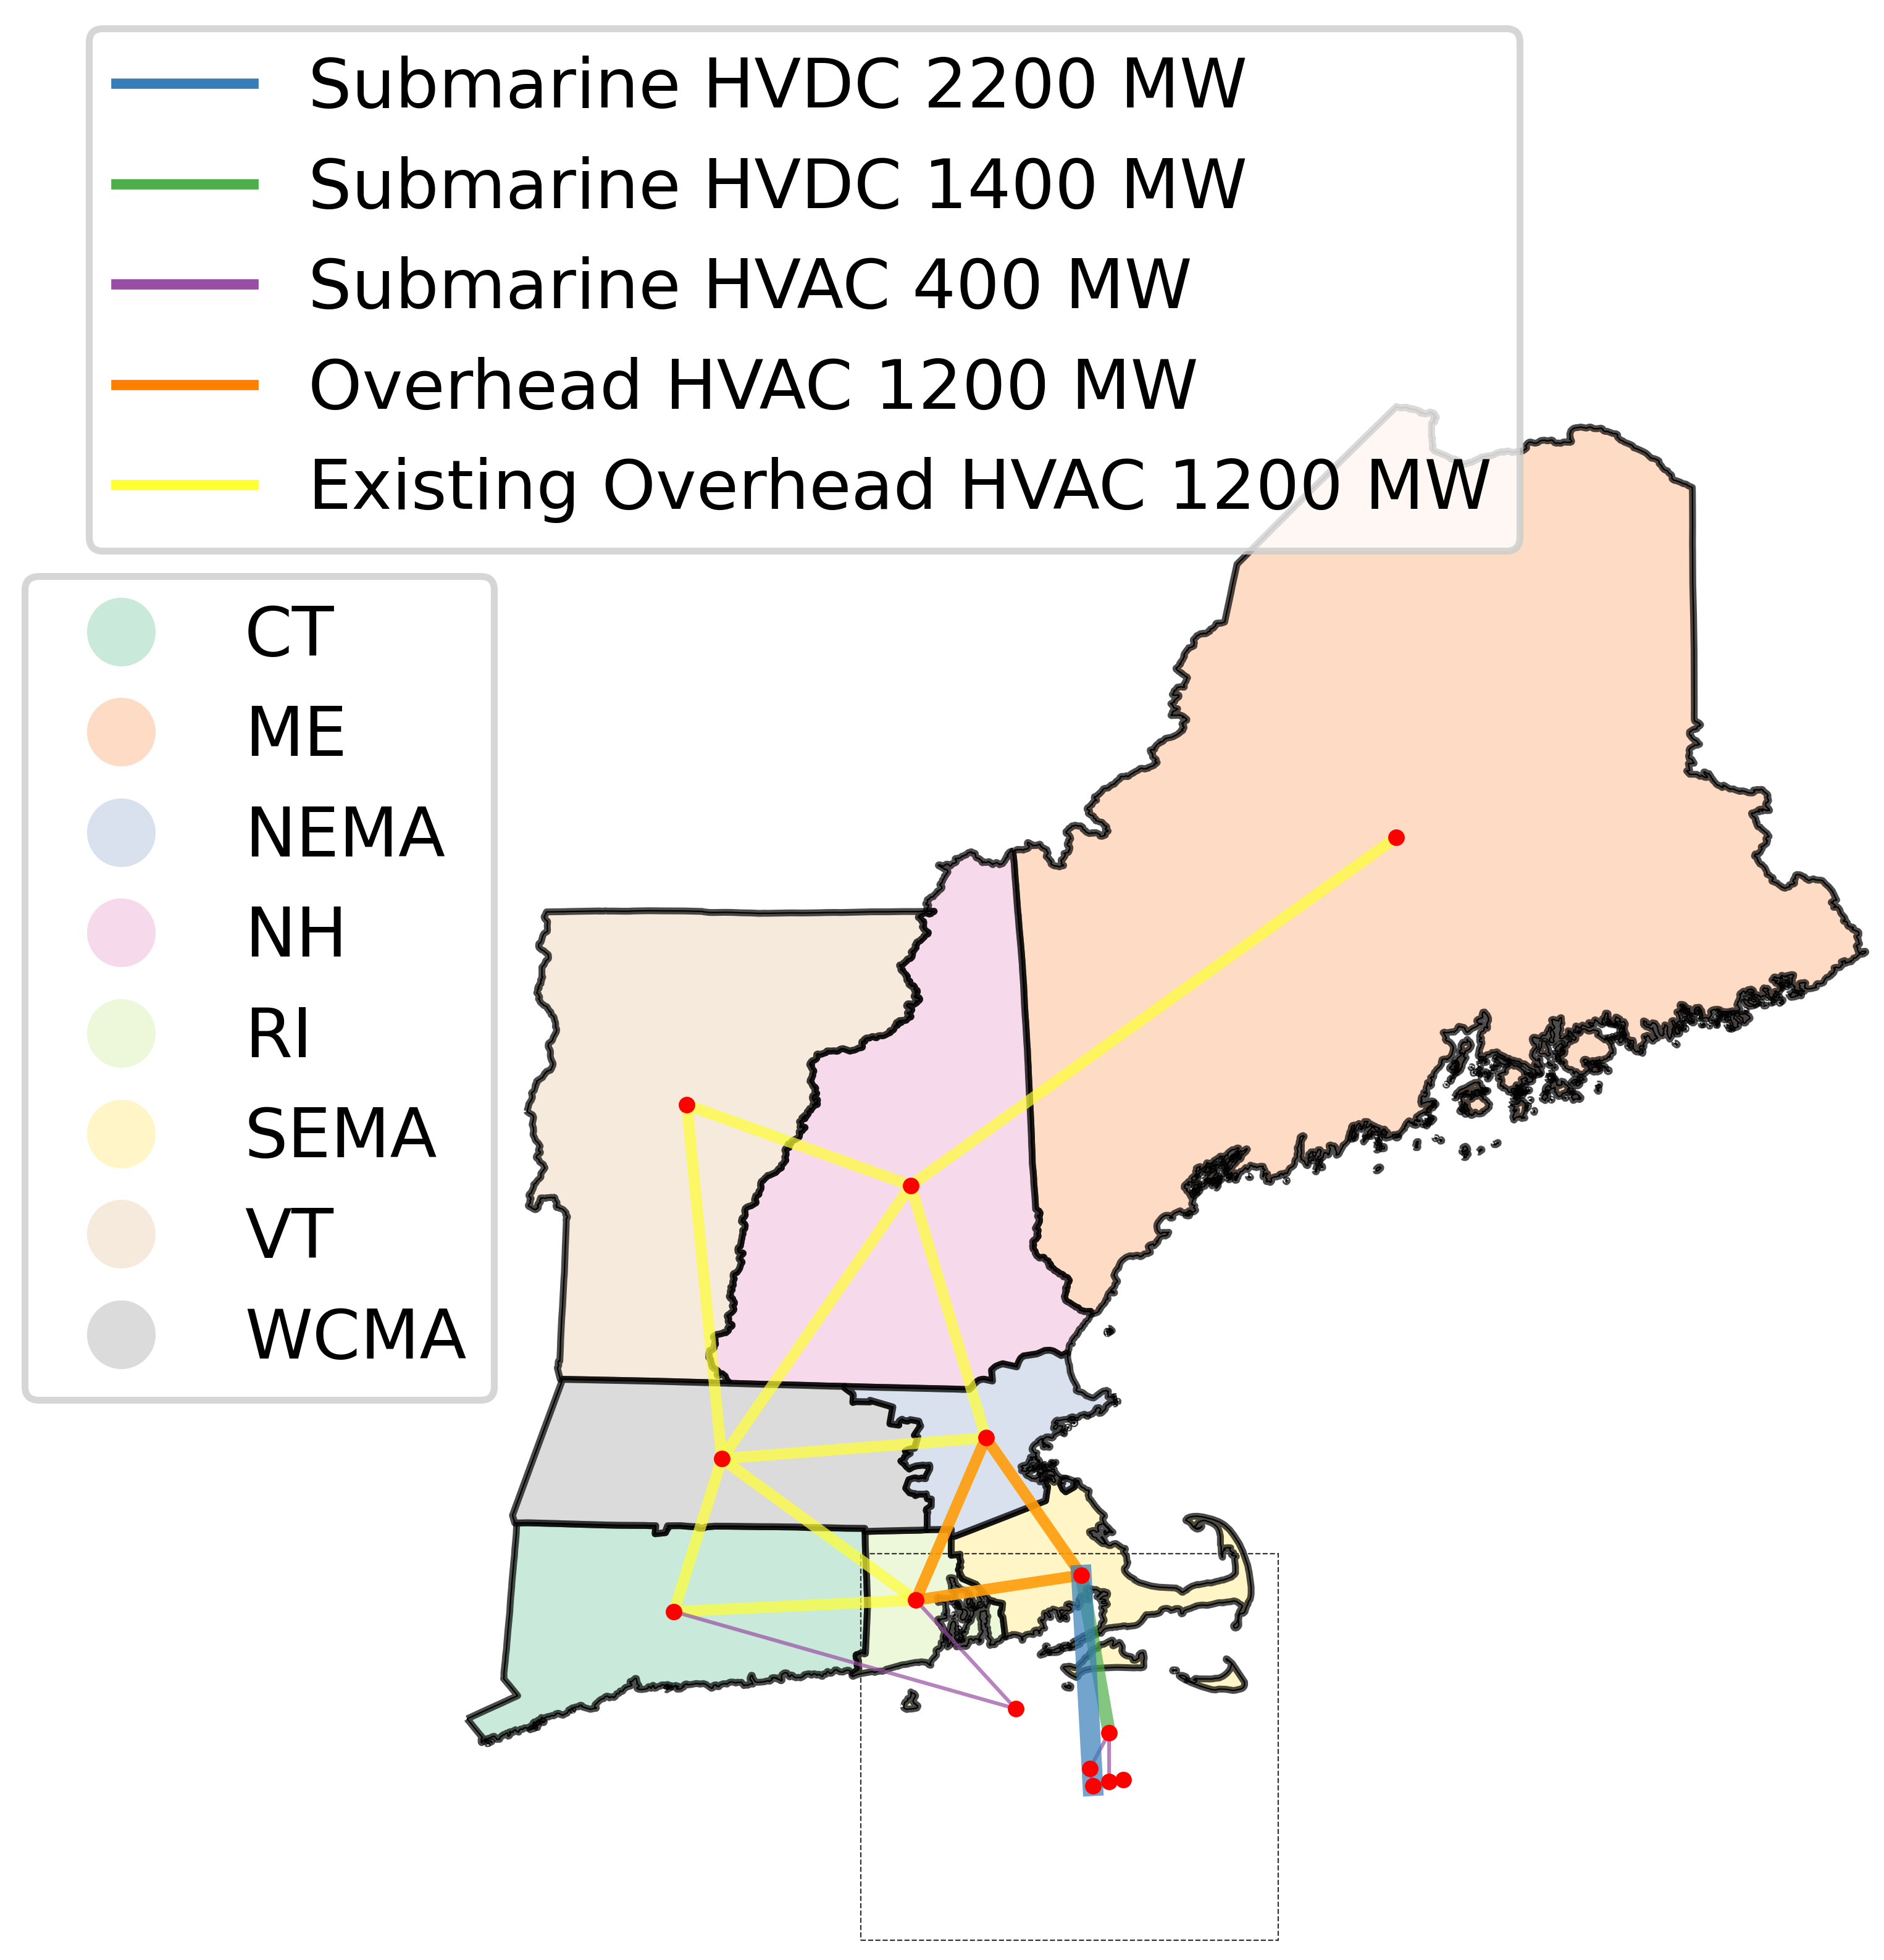 Submarine HVDC 2200 MW
Submarine HVDC 1400 MW
Submarine HVAC 400 MW
Overhead HVAC 1200 MW
Existing Overhead HVAC 1200 MW
CT
ME
NEMA
NH
RI
SEMA
VT
WCMA